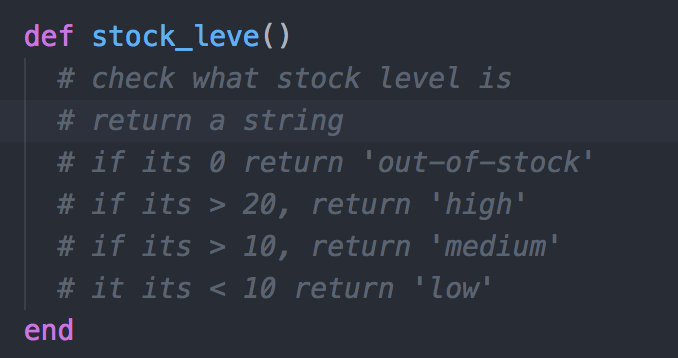 def stock_leve()
# check what stock level is
# return a string
# if its 0 return 'out-of-stock'
# if its > 20, return 'high'
# if its > 10, return 'medium'
# it its < 10 return 'low'
end